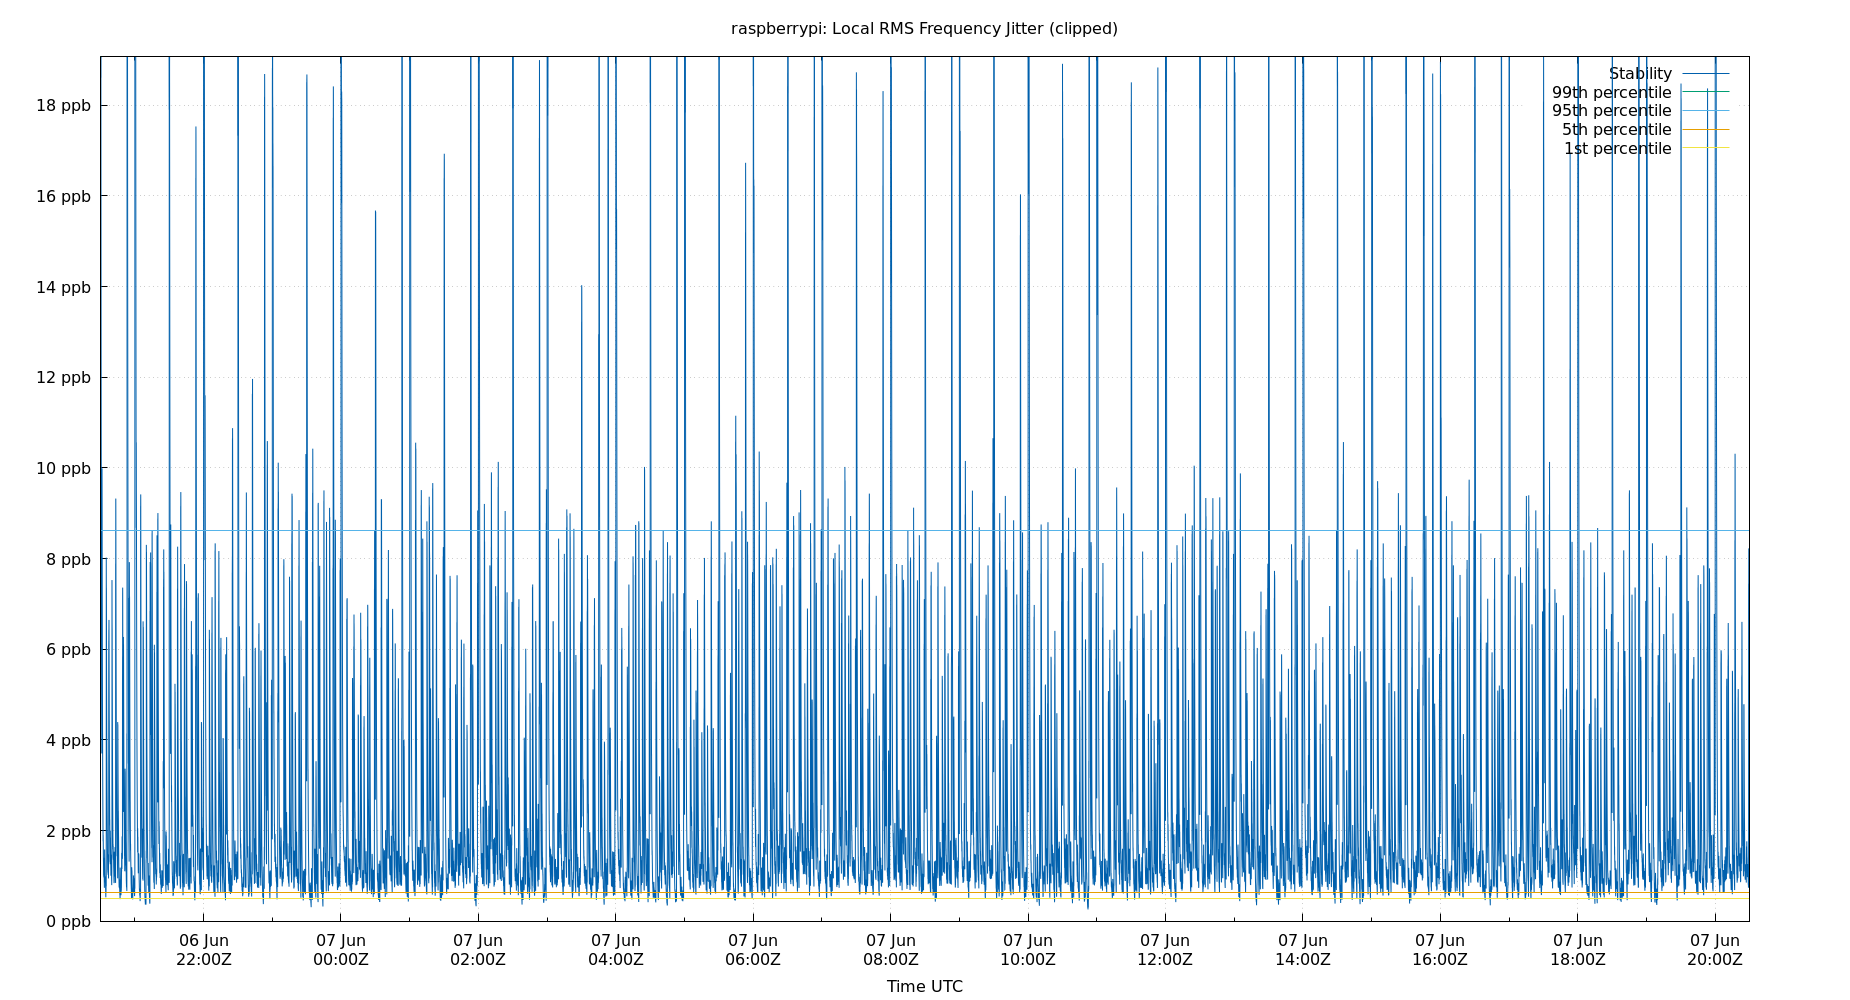 raspberrypi: Local RMS Frequency Jitter (clipped)
Stability
99th percentile
95th percentile
5th percentile
1st percentile
18 ppb
16 ppb
14 ppb
12 ppb
10 ppb
8 ppb
6 ppb
4 ppb
2 ppb
0 ppb
06 Jun 07 Jun 07 Jun 07 Jun 07 Jun 07 Jun 07 Jun 07 Jun 07 Jun 07 Jun 07 Jun 07 Jun
22:00Z 00:00Z 02:00Z 04:00Z 06:00Z 08:00Z 10:00Z 12:00Z 14:00Z 16:00Z 18:00Z 20:00Z
Time UTC